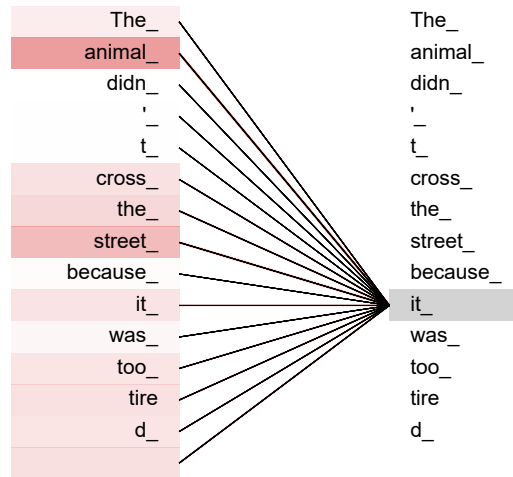 The_ The_
animal_ animal_
didn_ didn_
'_ '_
t_ t_
cross_ cross_
the_ the_
street_ street_
because_ because_
it_ it_
was_ was_
too_ too_
tire tire
d_ d_